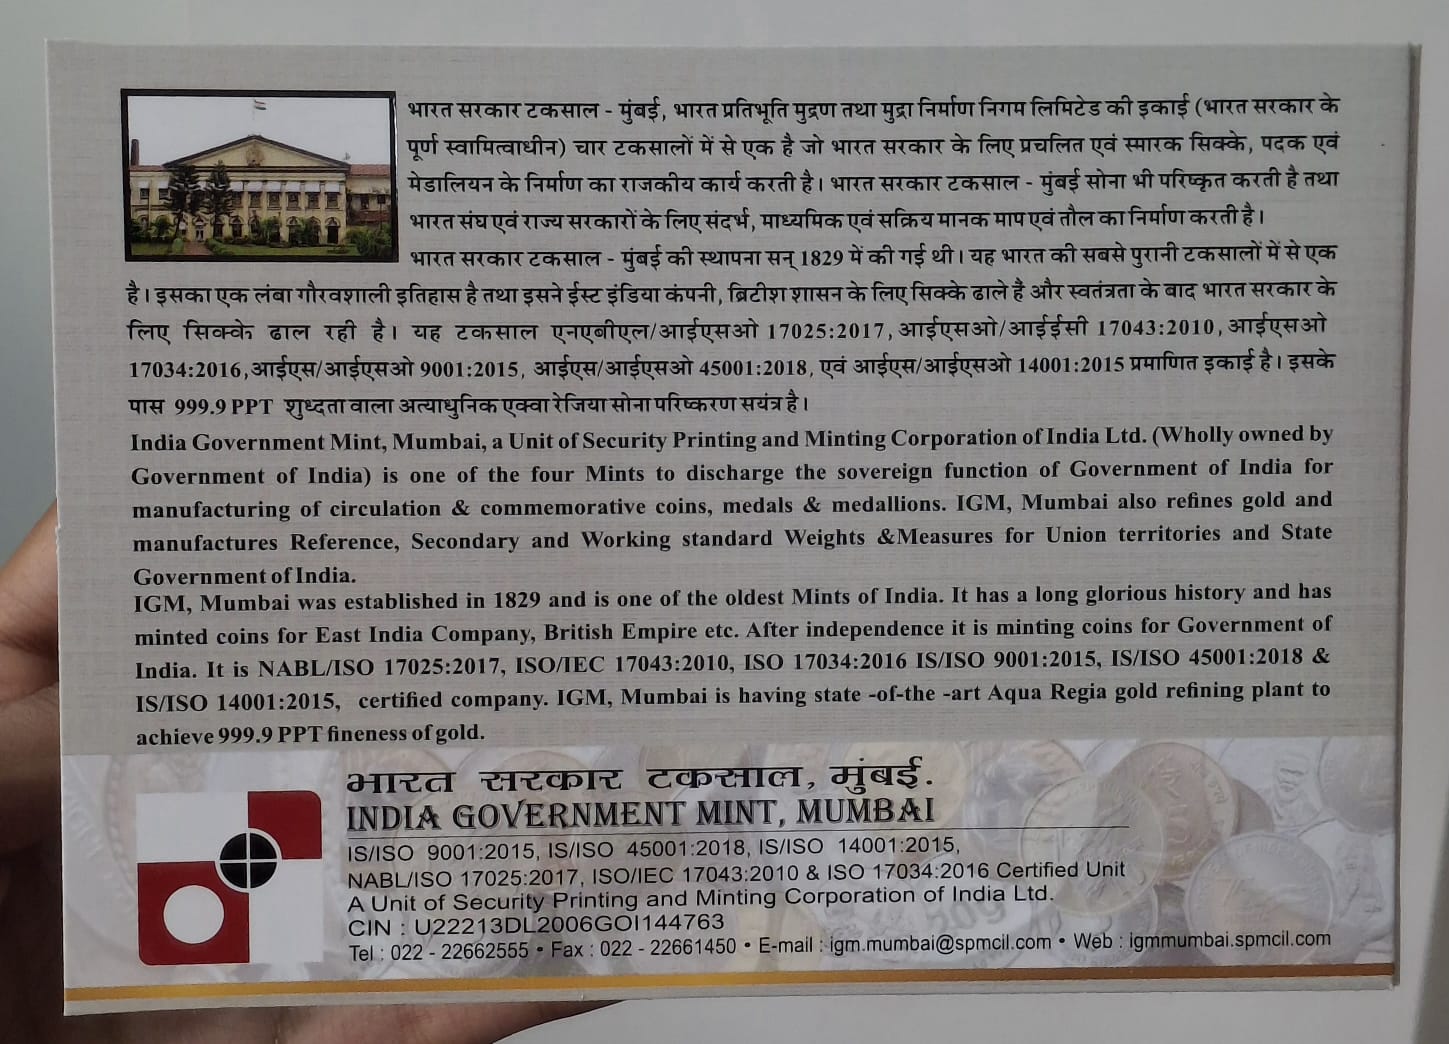 भारत सरकार टकसाल - मुंबई, भारत प्रतिभूति मुद्रण तथा मुद्रा निर्माण निगम लिमिटेड की इकाई (भारत सरकार के
पूर्ण स्वामित्वाधीन) चार टकसालों में से एक है जो भारत सरकार के लिए प्रचलित एवं स्मारक सिक्के, पदक एवं
मेडालियन के निर्माण का राजकीय कार्य करती है। भारत सरकार टकसाल - मुंबई सोना भी परिष्कृत करती है तथा
भारत संघ एवं राज्य सरकारों के लिए संदर्भ, माध्यमिक एवं सक्रिय मानक माप एवं तौल का निर्माण करती है।
भारत सरकार टकसाल - मुंबई की स्थापना सन् 1829 में की गई थी। यह भारत की सबसे पुरानी टकसालों में से एक
है। इसका एक लंबा गौरवशाली इतिहास है तथा इसने ईस्ट इंडिया कंपनी, ब्रिटीश शासन के लिए सिक्के ढाले है और स्वतंत्रता के बाद भारत सरकार के
लिए सिक्के ढाल रही है। यह टकसाल एनएबीएल/आईएसओ 17025:2017, आईएसओ/आईईसी 17043:2010, आईएसओ
17034:2016,आईएस/आईएसओ 9001:2015, आईएस/आईएसओ 45001:2018, एवं आईएस/आईएसओ 14001:2015 प्रमाणित इकाई है। इसके
पास 999.9 PPT शुध्दता वाला अत्याधुनिक एक्वा रेजिया सोना परिष्करण सयंत्र है।
India Government Mint, Mumbai, a Unit of Security Printing and Minting Corporation of India Ltd. (Wholly owned by
Government of India) is one of the four Mints to discharge the sovereign function of Government of India for
manufacturing of circulation & commemorative coins, medals & medallions. IGM, Mumbai also refines gold and
manufactures Reference, Secondary and Working standard Weights &Measures for Union territories and State
Government of India.
IGM, Mumbai was established in 1829 and is one of the oldest Mints of India. It has a long glorious history and has
minted coins for East India Company, British Empire etc. After independence it is minting coins for Government of
India. It is NABL/ISO 17025:2017, ISO/IEC 17043:2010, ISO 17034:2016 IS/ISO 9001:2015, IS/ISO 45001:2018 &
IS/ISO 14001:2015, certified company. IGM, Mumbai is having state -of-the -art Aqua Regia gold refining plant to
achieve 999.9 PPT fineness of gold.
भारत सरकार टकसाल, मुंबई.
INDIA GOVERNMENT MINT, MUMBAI
IS/ISO 9001:2015, IS/ISO 45001:2018, IS/ISO 14001:2015,
NABL/ISO 17025:2017, ISO/IEC 17043:2010 & ISO 17034:2016 Certified Unit
A Unit of Security Printing and Minting Corporation of India Ltd.
CIN : U22213DL2006GOI144763
Tel : 022 - 22662555 • Fax : 022 - 22661450 • E-mail : igm.mumbai@spmcil.com • Web : igmmumbai.spmcil.com